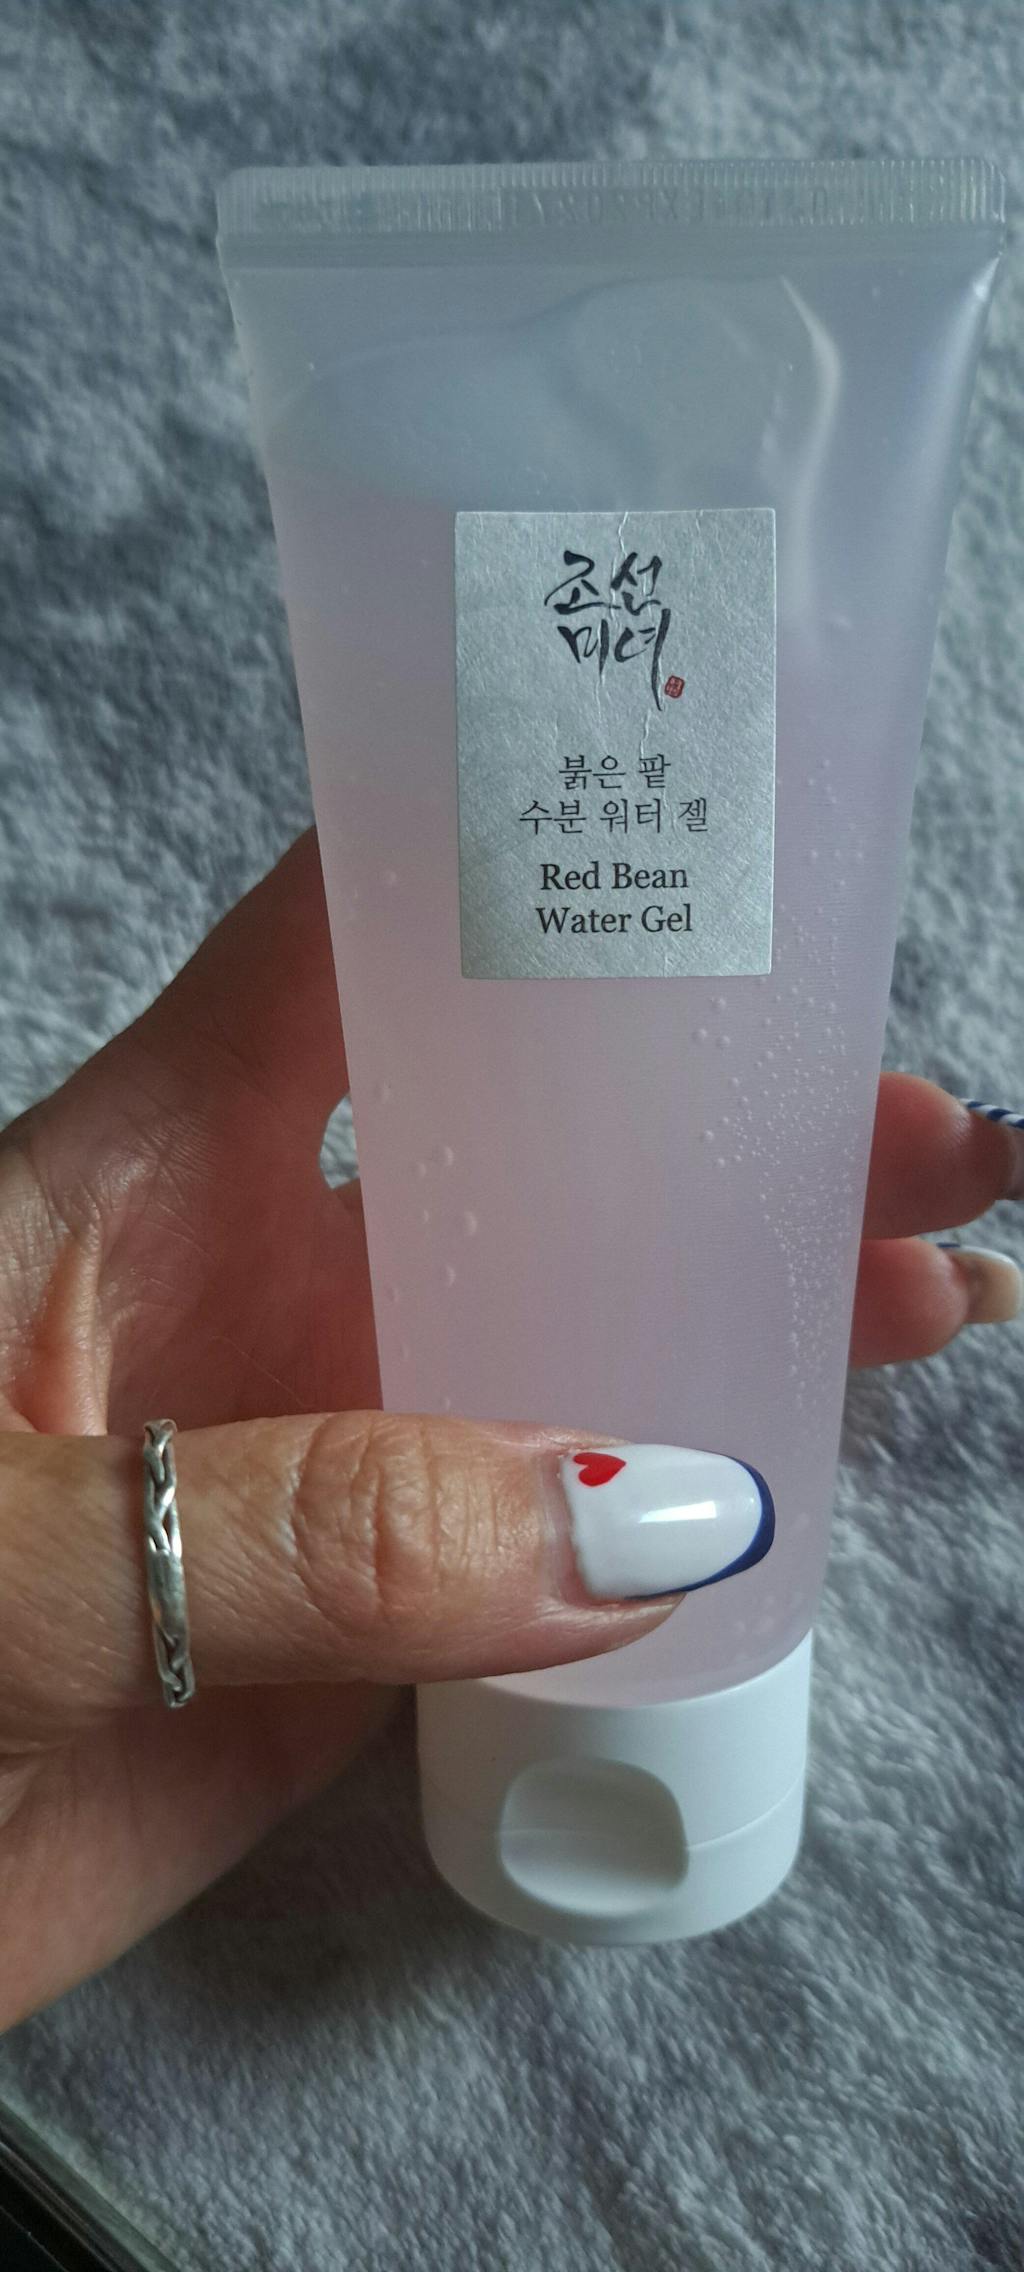 조선
미녀
붉은 팥
수분 워터 젤
Red Bean
Water Gel